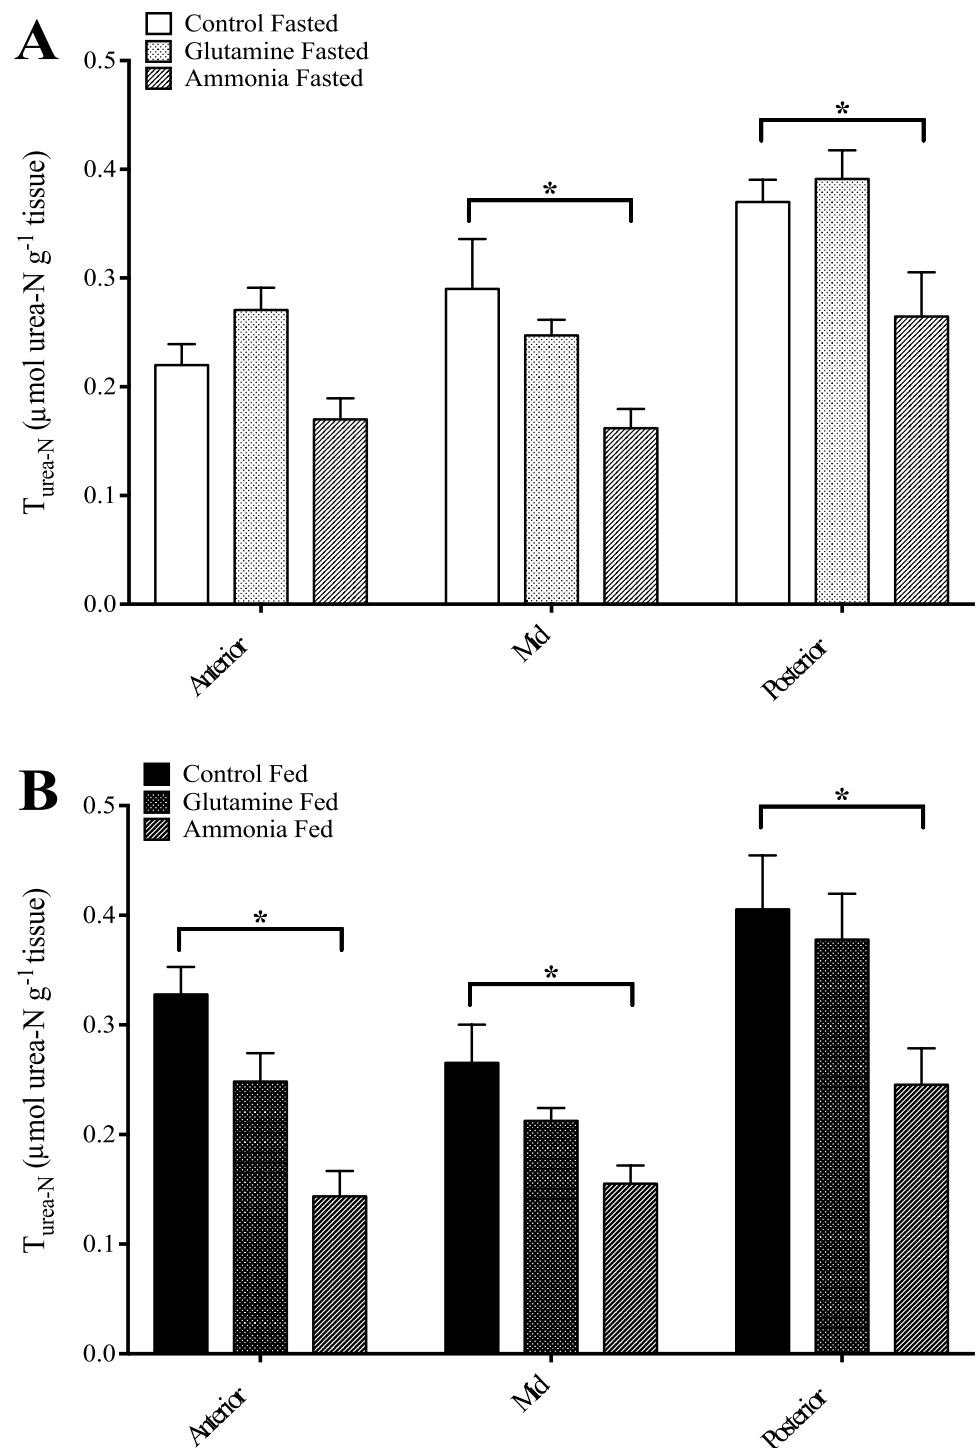 A
Control Fasted
Glutamine Fasted
Ammonia Fasted
0.5
0.4
0.3
0.2
0.1
0.0
T urea-N (μmol urea-N g-1 tissue)
*
*
Anterior
Mid
Posterior
B
Control Fed
Glutamine Fed
Ammonia Fed
0.5
0.4
0.3
0.2
0.1
0.0
T urea-N (μmol urea-N g-1 tissue)
*
*
*
Anterior
Mid
Posterior